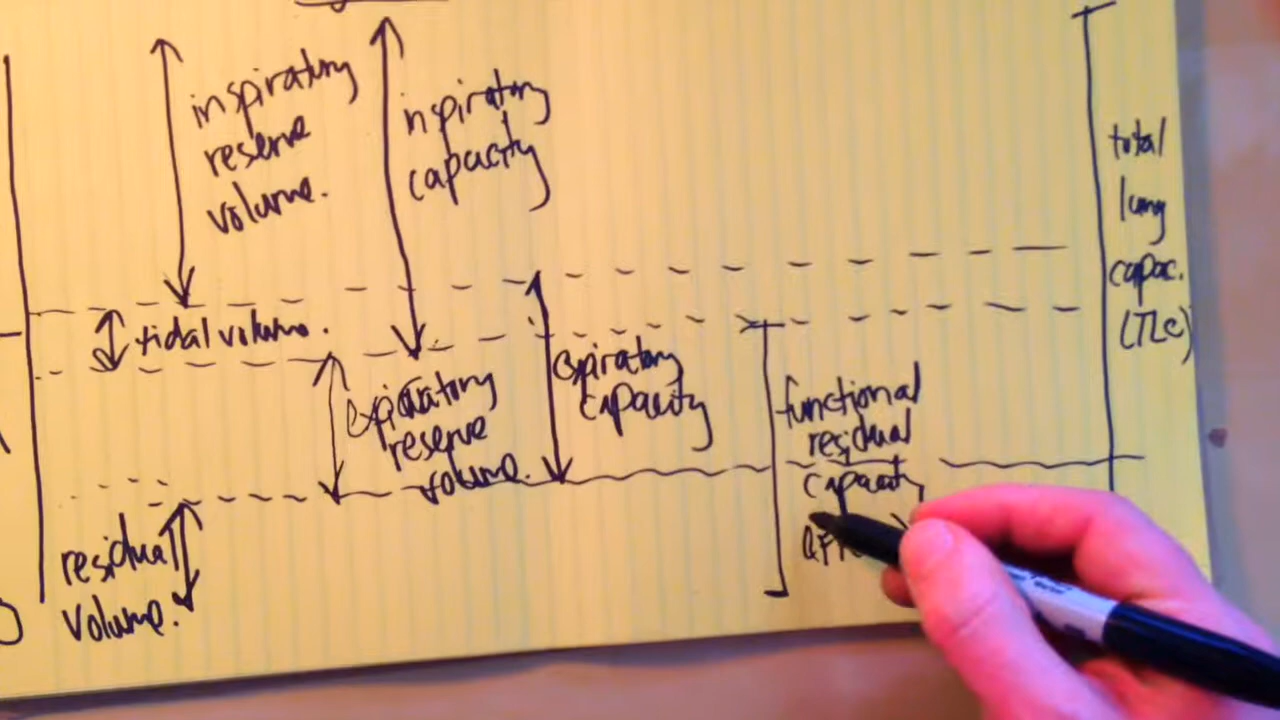 inspiratory
reserve
volume.
inspiratory
capacity
total
lung
capac.
(TLC)
tidal volume.
expiratory
reserve
volume.
expiratory
capacity
functional
residual
capacity
residual
volume.